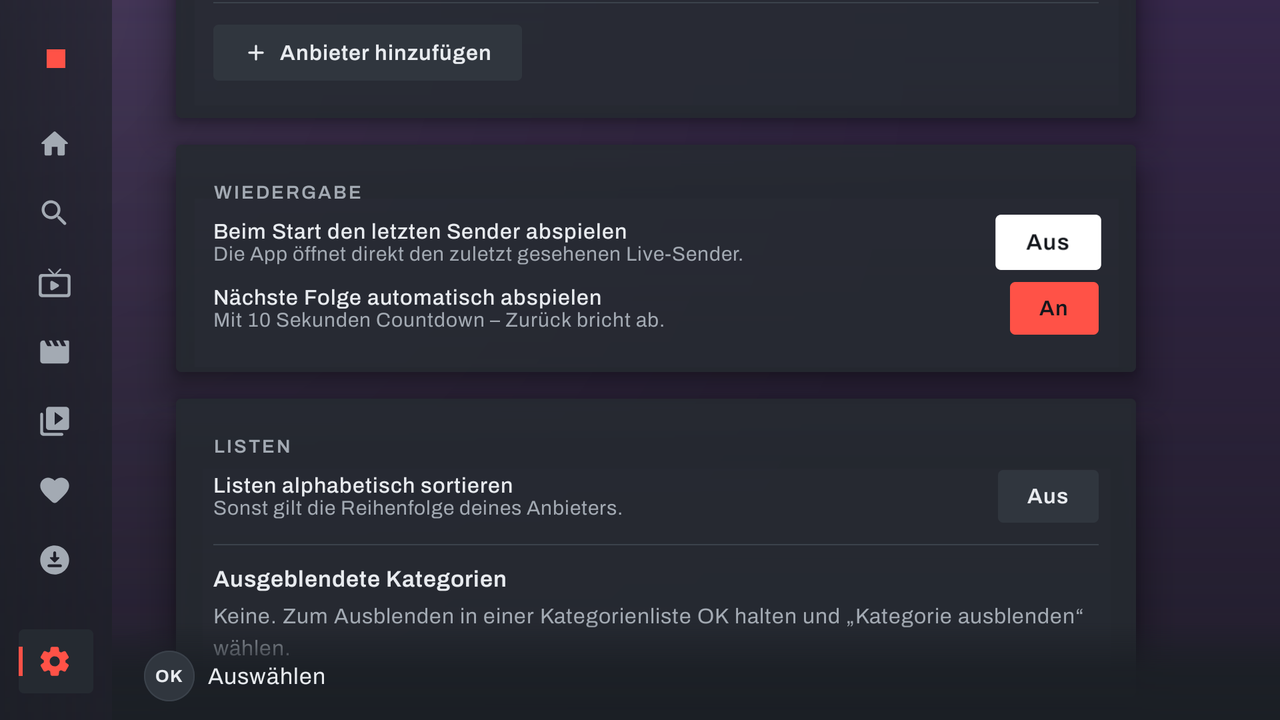 Anbieter hinzufügen
WIEDERGABE
Beim Start den letzten Sender abspielen
Die App öffnet direkt den zuletzt gesehenen Live-Sender.
Aus
Nächste Folge automatisch abspielen
Mit 10 Sekunden Countdown – Zurück bricht ab.
An
LISTEN
Listen alphabetisch sortieren
Sonst gilt die Reihenfolge deines Anbieters.
Aus
Ausgeblendete Kategorien
Keine. Zum Ausblenden in einer Kategorienliste OK halten und „Kategorie ausblenden“
wählen.
OK Auswählen